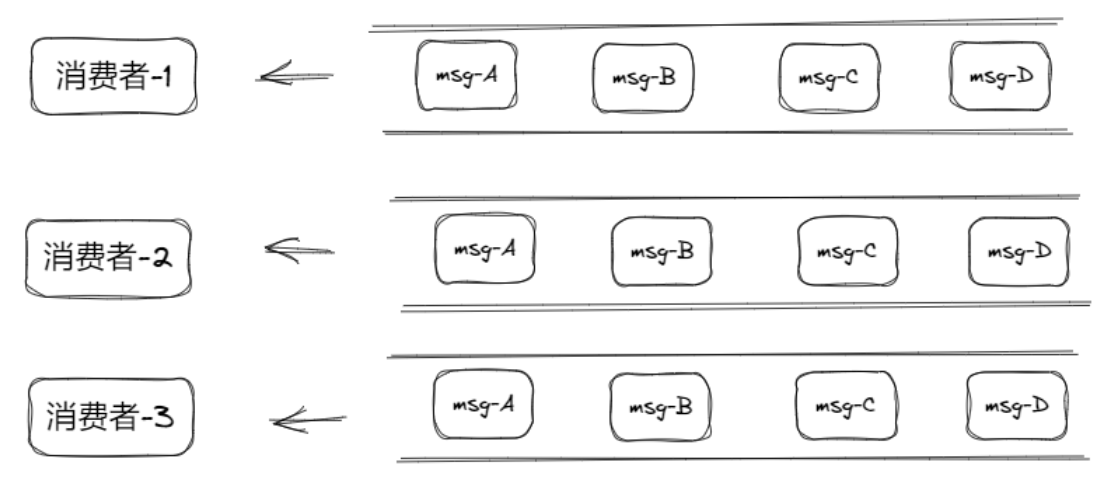 消费者-1 msg-A msg-B msg-C msg-D
消费者-2 msg-A msg-B msg-C msg-D
消费者-3 msg-A msg-B msg-C msg-D